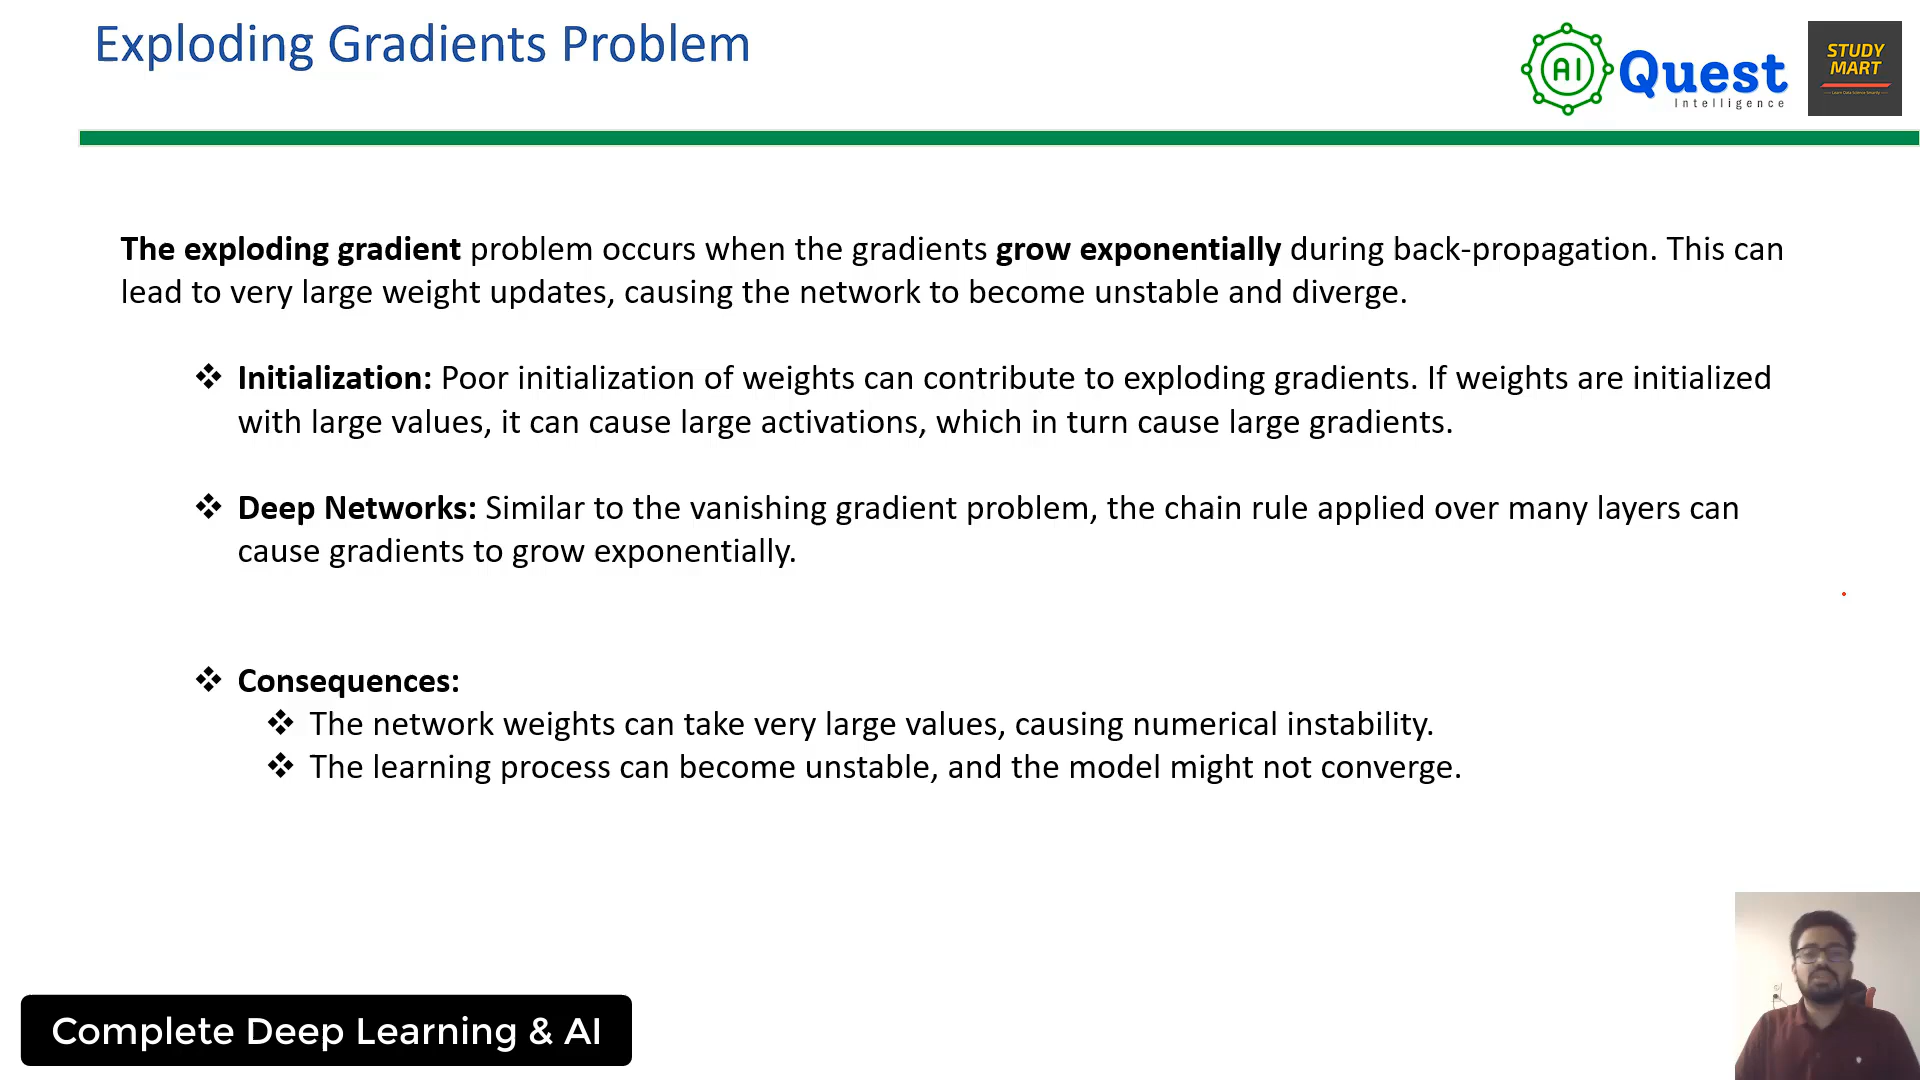 Exploding Gradients Problem
AI Quest
Intelligence
STUDY
MART
The exploding gradient problem occurs when the gradients grow exponentially during back-propagation. This can
lead to very large weight updates, causing the network to become unstable and diverge.
❖ Initialization: Poor initialization of weights can contribute to exploding gradients. If weights are initialized
with large values, it can cause large activations, which in turn cause large gradients.
❖ Deep Networks: Similar to the vanishing gradient problem, the chain rule applied over many layers can
cause gradients to grow exponentially.
❖ Consequences:
❖ The network weights can take very large values, causing numerical instability.
❖ The learning process can become unstable, and the model might not converge.
Complete Deep Learning & AI